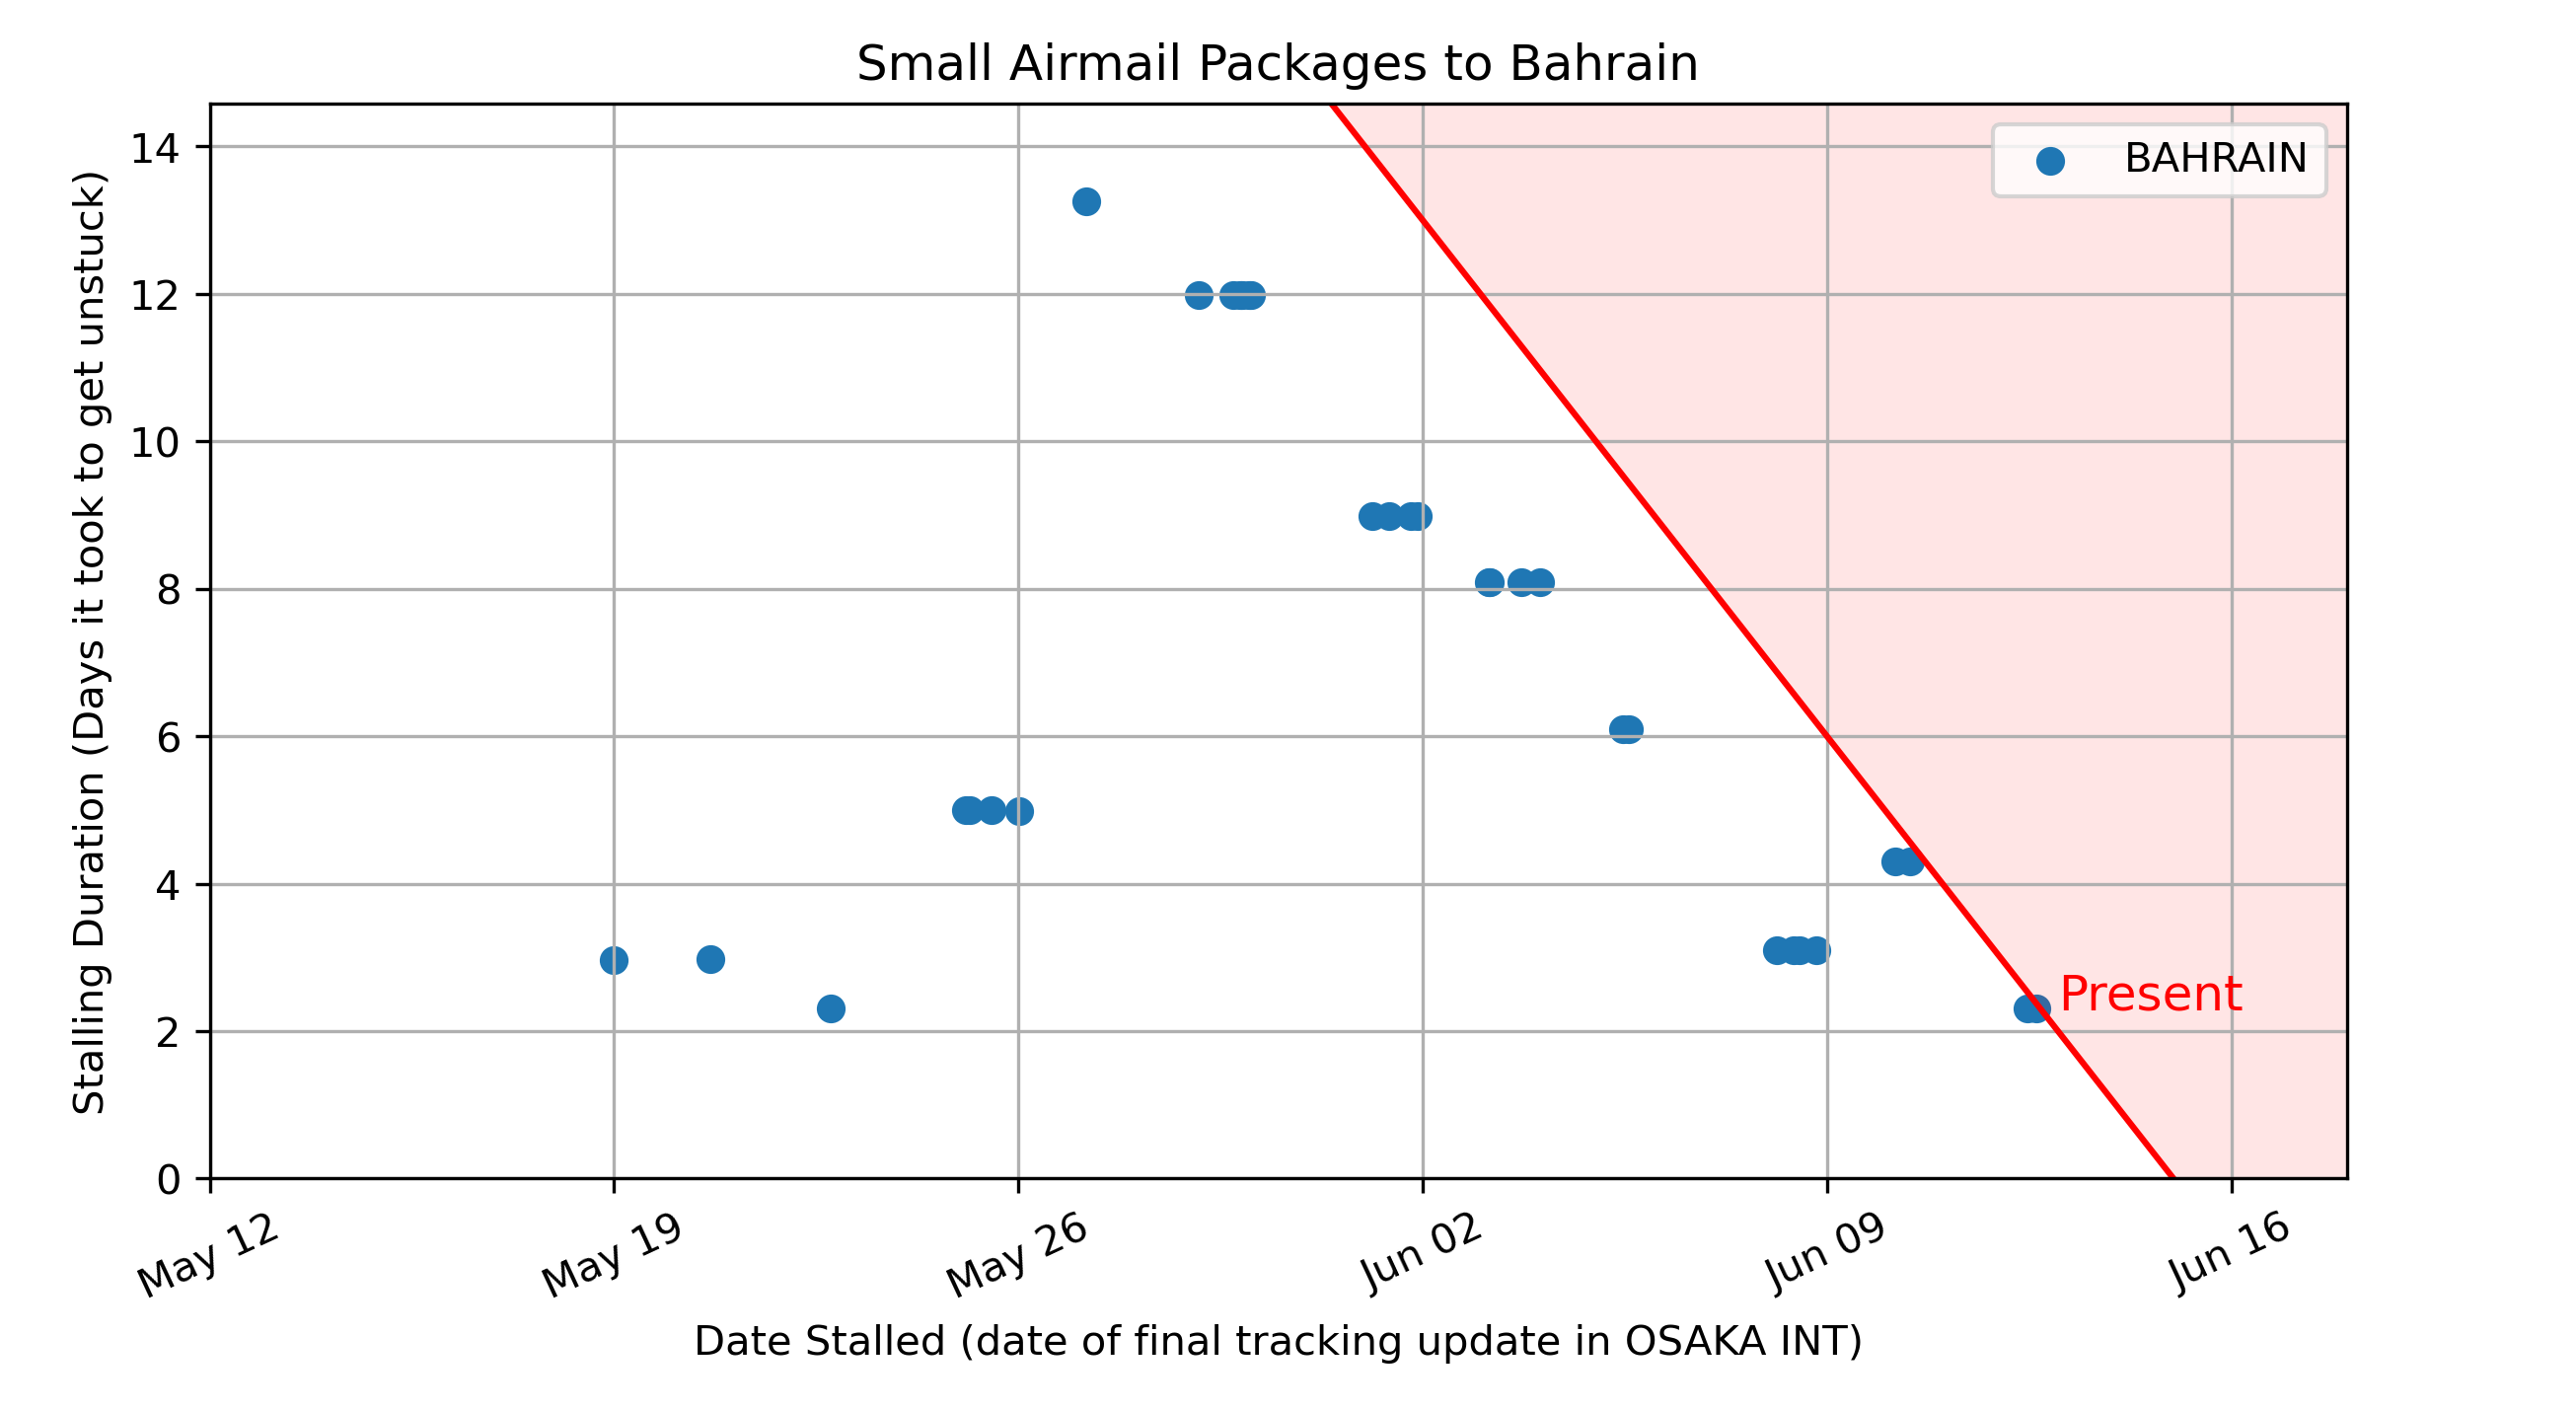 Small Airmail Packages to Bahrain
BAHRAIN
Stalling Duration (Days it took to get unstuck)
14
12
10
8
6
4
2
0
Present
May 12
May 19
May 26
Jun 02
Jun 09
Jun 16
Date Stalled (date of final tracking update in OSAKA INT)